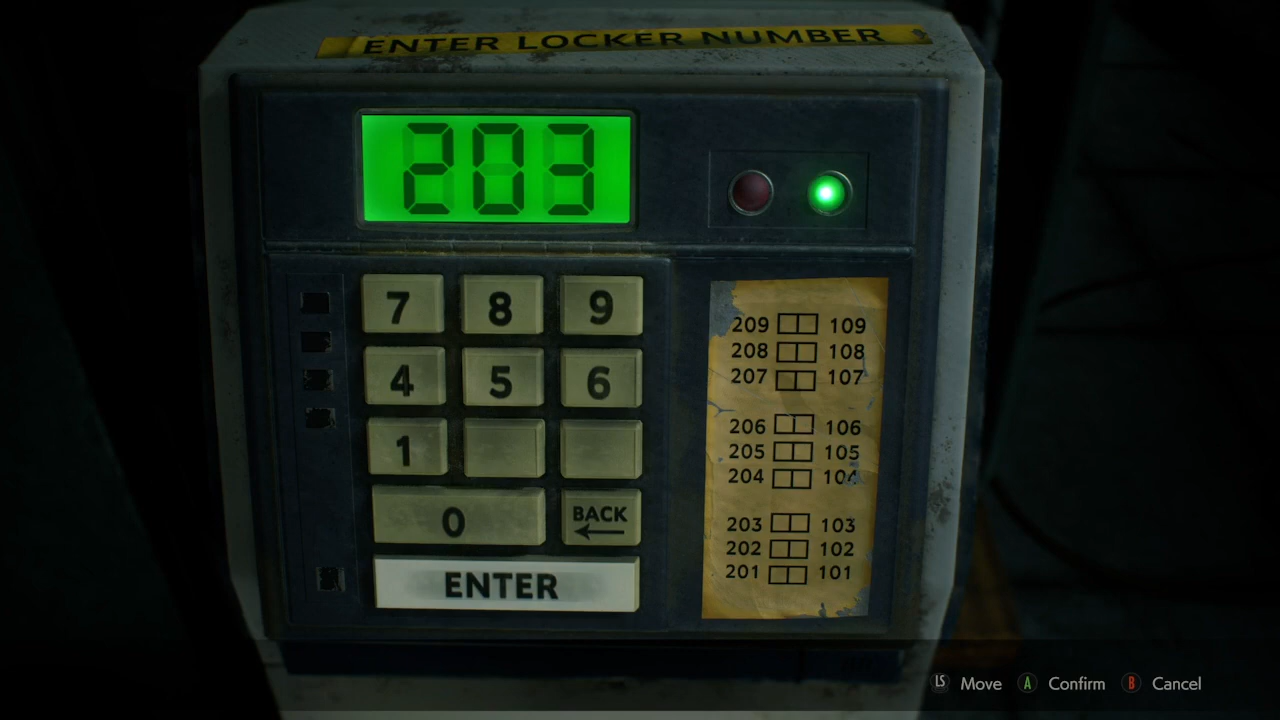 ENTER LOCKER NUMBER
203
7 8 9
4 5 6
1
0 BACK
ENTER
209 109
208 108
207 107
206 106
205 105
204 104
203 103
202 102
201 101
LS Move A Confirm B Cancel